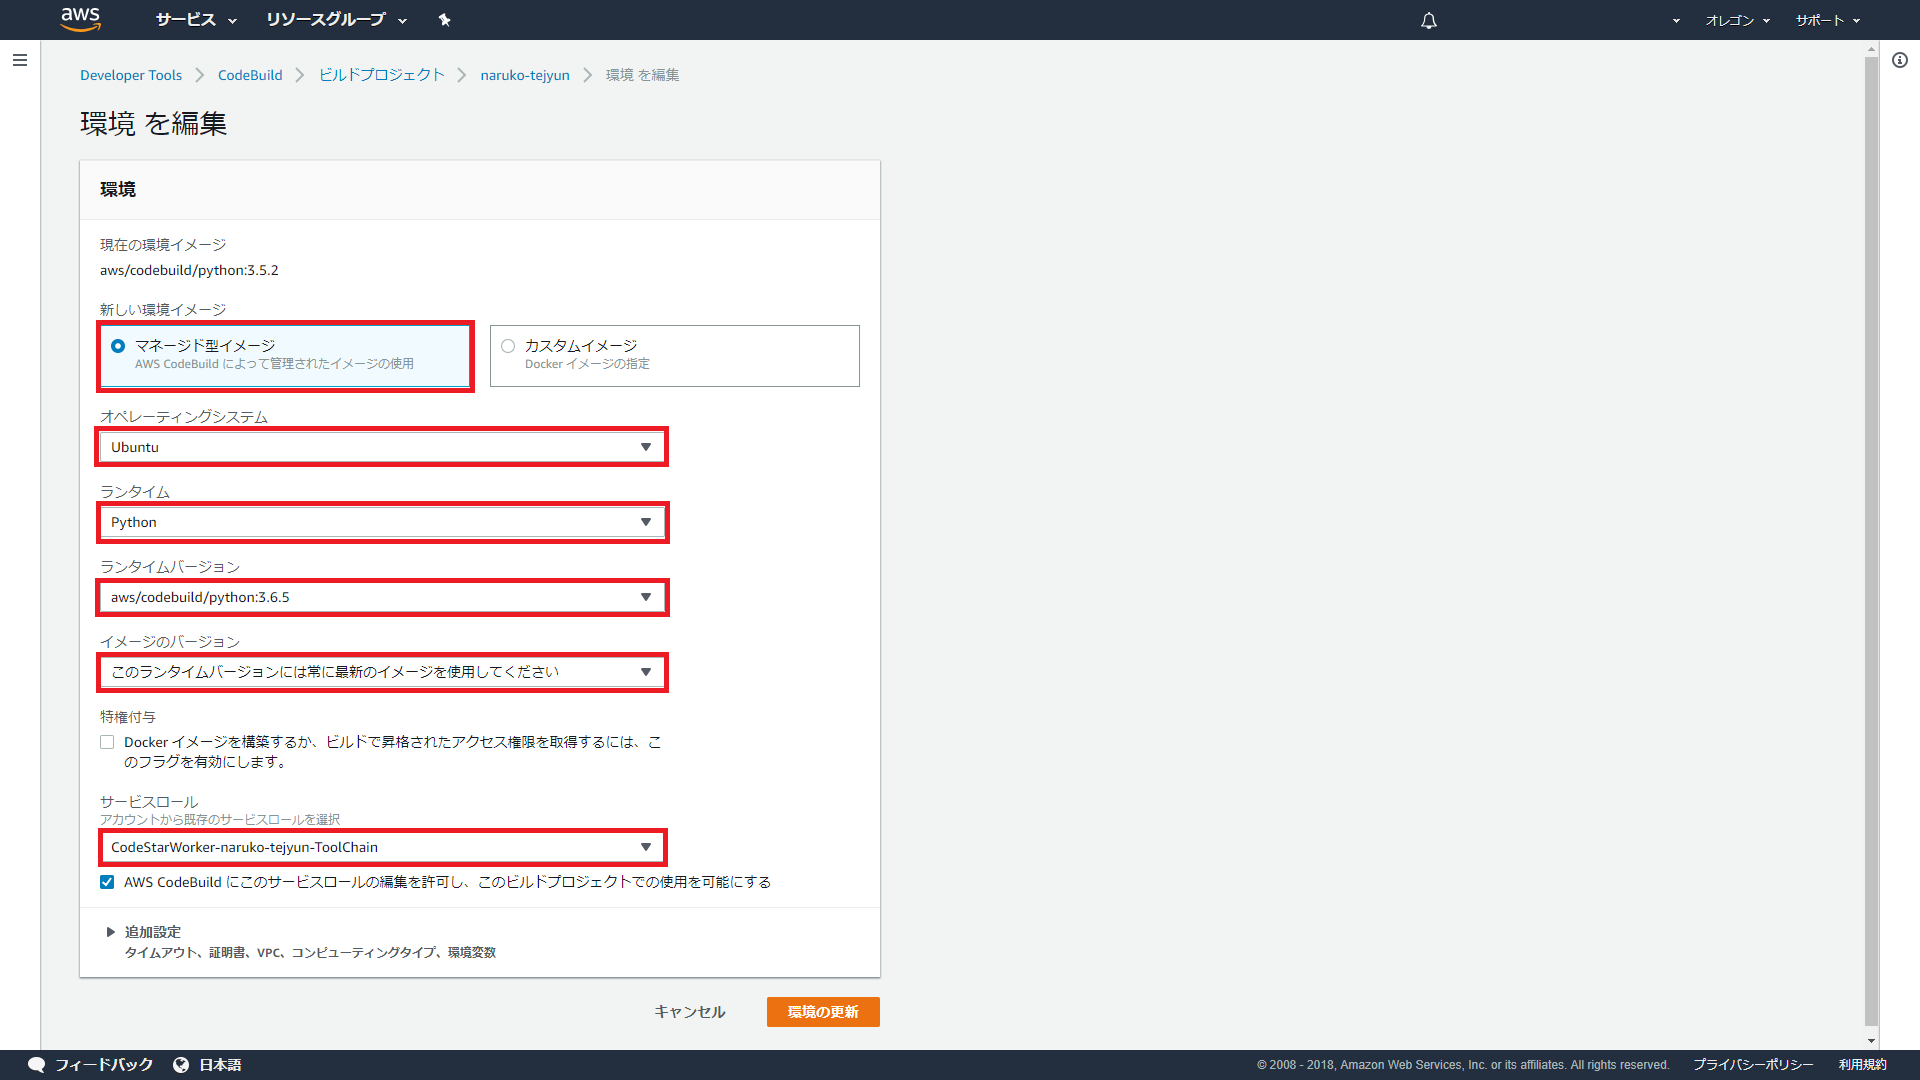 aws サービス リソースグループ オレゴン サポート
Developer Tools CodeBuild ビルドプロジェクト naruko-tejyun 環境 を編集
環境 を編集
環境
現在の環境イメージ
aws/codebuild/python:3.5.2
新しい環境イメージ
マネージド型イメージ
AWS CodeBuild によって管理されたイメージの使用
カスタムイメージ
Docker イメージの指定
オペレーティングシステム
Ubuntu
ランタイム
Python
ランタイムバージョン
aws/codebuild/python:3.6.5
イメージのバージョン
このランタイムバージョンには常に最新のイメージを使用してください
特権付与
Docker イメージを構築するか、ビルドで昇格されたアクセス権限を取得するには、こ
のフラグを有効にします。
サービスロール
アカウントから既存のサービスロールを選択
CodeStarWorker-naruko-tejyun-ToolChain
AWS CodeBuild にこのサービスロールの編集を許可し、このビルドプロジェクトでの使用を可能にする
追加設定
タイムアウト、証明書、VPC、コンピューティングタイプ、環境変数
キャンセル 環境の更新
フィードバック 日本語 © 2008 - 2018, Amazon Web Services, Inc. or its affiliates. All rights reserved. プライバシーポリシー 利用規約